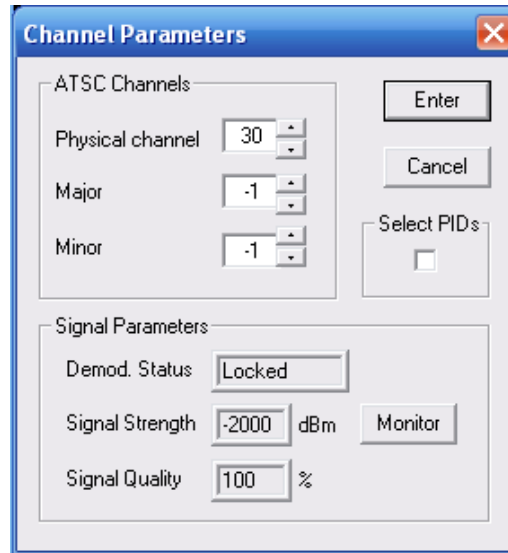 Channel Parameters
ATSC Channels
Physical channel 30
Major -1
Minor -1
Enter
Cancel
Select PIDs
Signal Parameters
Demod. Status Locked
Signal Strength -2000 dBm Monitor
Signal Quality 100 %